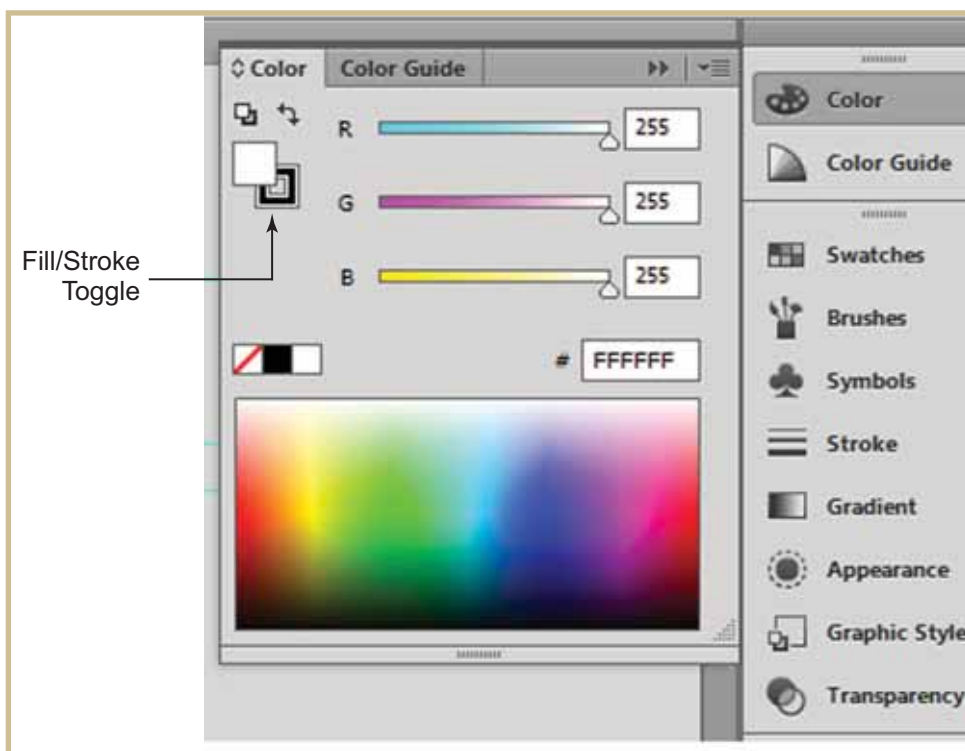 Color
Color Guide
R
255
G
255
B
255
# FFFFFF
Fill/Stroke
Toggle
Color
Color Guide
Swatches
Brushes
Symbols
Stroke
Gradient
Appearance
Graphic Style
Transparency